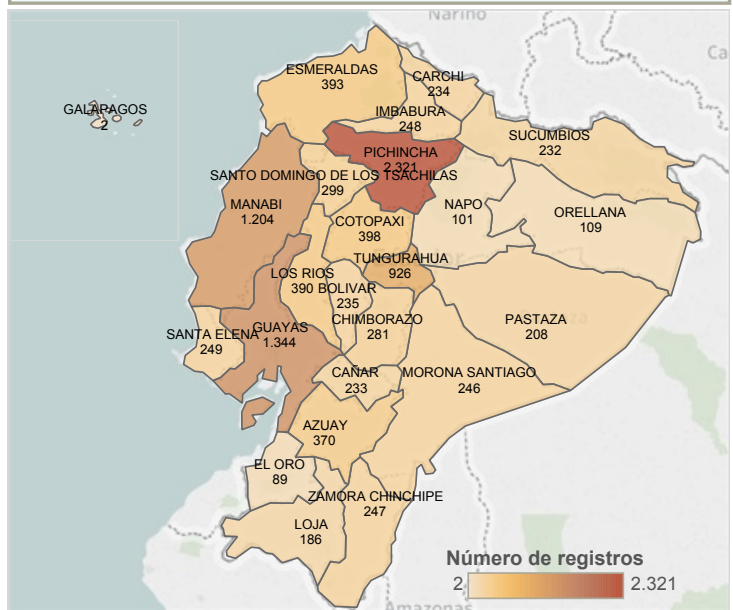 Nariño
Ca
ESMERALDAS
393
CARCHI
234
GALAPAGOS
2
IMBABURA
248
SUCUMBIOS
232
PICHINCHA
2.321
SANTO DOMINGO DE LOS TSACHILAS
299
MANABI
1.204
NAPO
101
ORELLANA
109
COTOPAXI
398
TUNGURAHUA
926
LOS RIOS
390
BOLIVAR
235
CHIMBORAZO
281
PASTAZA
208
SANTA ELENA
249
GUAYAS
1.344
CAÑAR
233
MORONA SANTIAGO
246
AZUAY
370
EL ORO
89
ZAMORA CHINCHIPE
247
LOJA
186
Número de registros
2
2.321
Amazonas